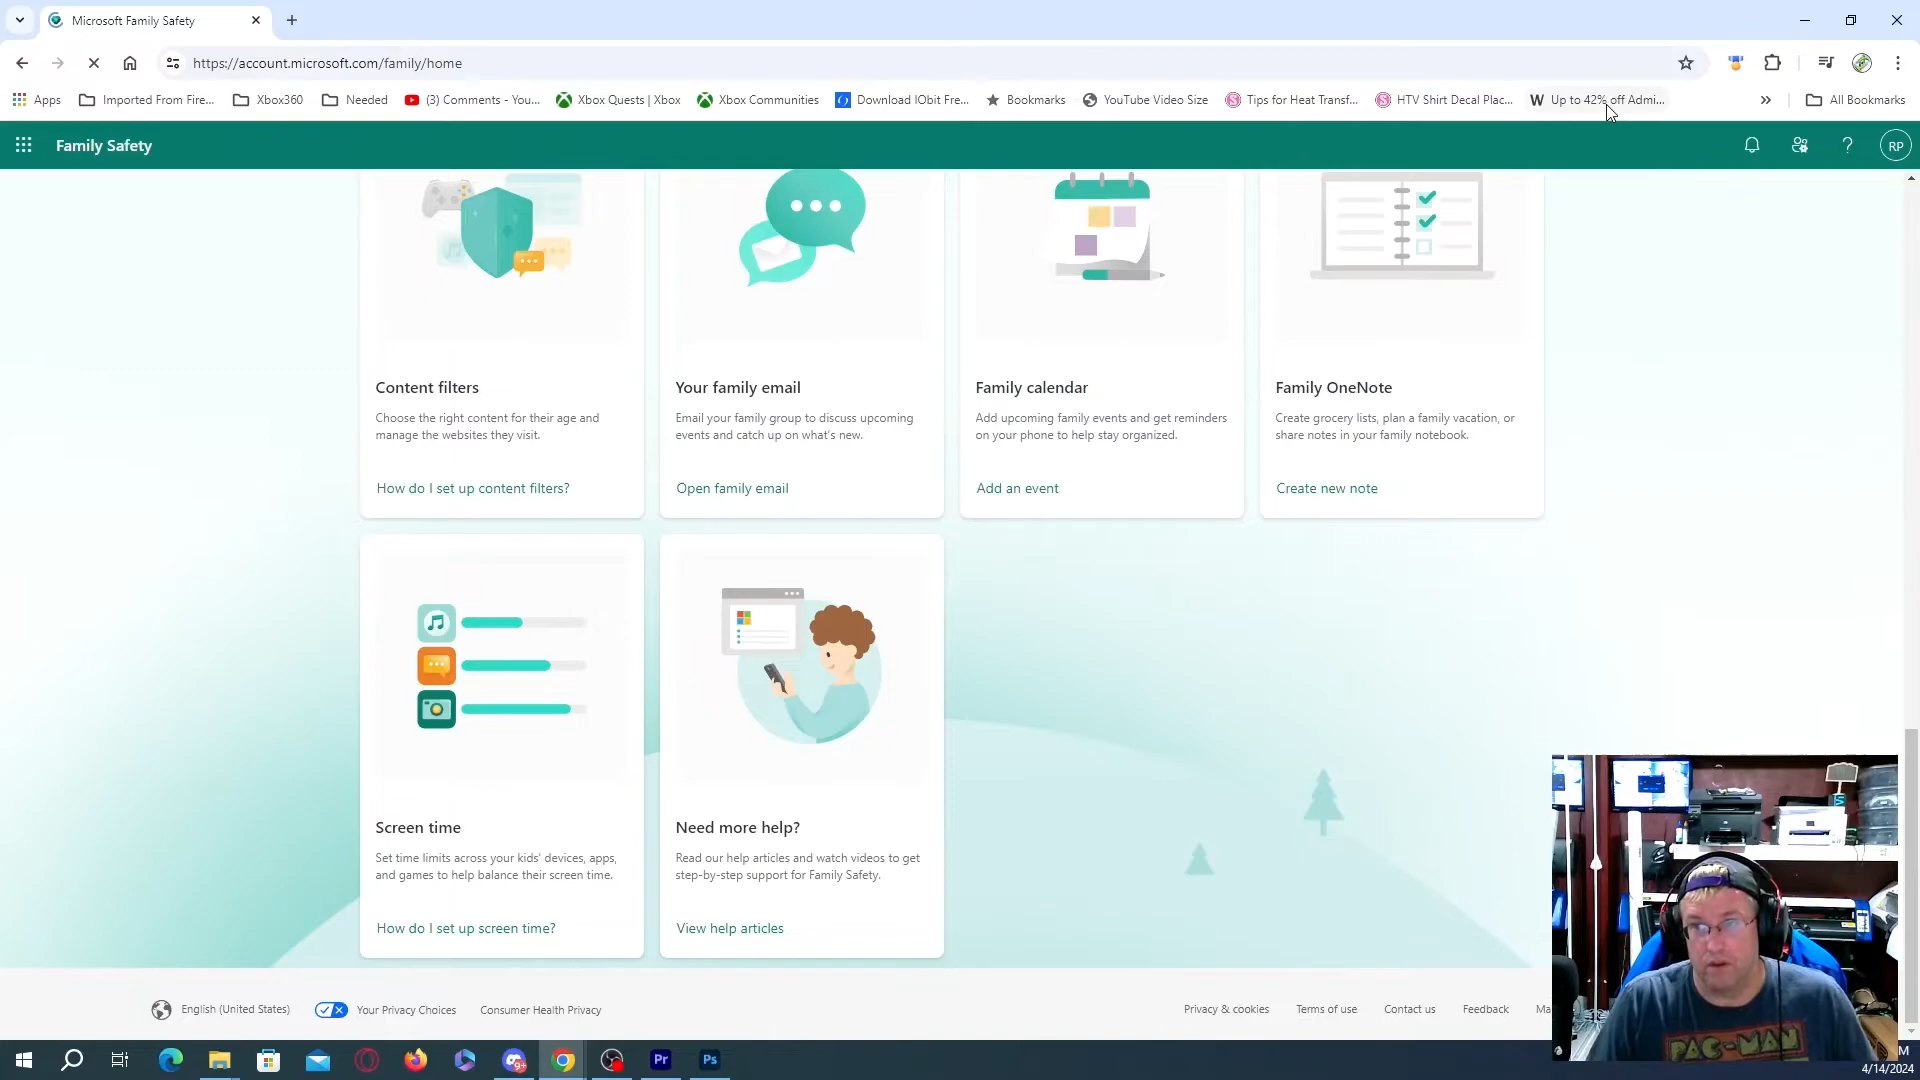 Microsoft Family Safety
https://account.microsoft.com/family/home
Apps Imported From Fire... Xbox360 Needed (3) Comments - You... Xbox Quests | Xbox Xbox Communities Download IObit Fre... Bookmarks YouTube Video Size Tips for Heat Transf... HTV Shirt Decal Plac... W Up to 42% off Admi... » All Bookmarks
Family Safety ? RP
Content filters
Choose the right content for their age and
manage the websites they visit.
How do I set up content filters?
Your family email
Email your family group to discuss upcoming
events and catch up on what's new.
Open family email
Family calendar
Add upcoming family events and get reminders
on your phone to help stay organized.
Add an event
Family OneNote
Create grocery lists, plan a family vacation, or
share notes in your family notebook.
Create new note
Screen time
Set time limits across your kids' devices, apps,
and games to help balance their screen time.
How do I set up screen time?
Need more help?
Read our help articles and watch videos to get
step-by-step support for Family Safety.
View help articles
English (United States) Your Privacy Choices Consumer Health Privacy Privacy & cookies Terms of use Contact us Feedback Ma
PAC-MAN
9+ Pr Ps M
4/14/2024